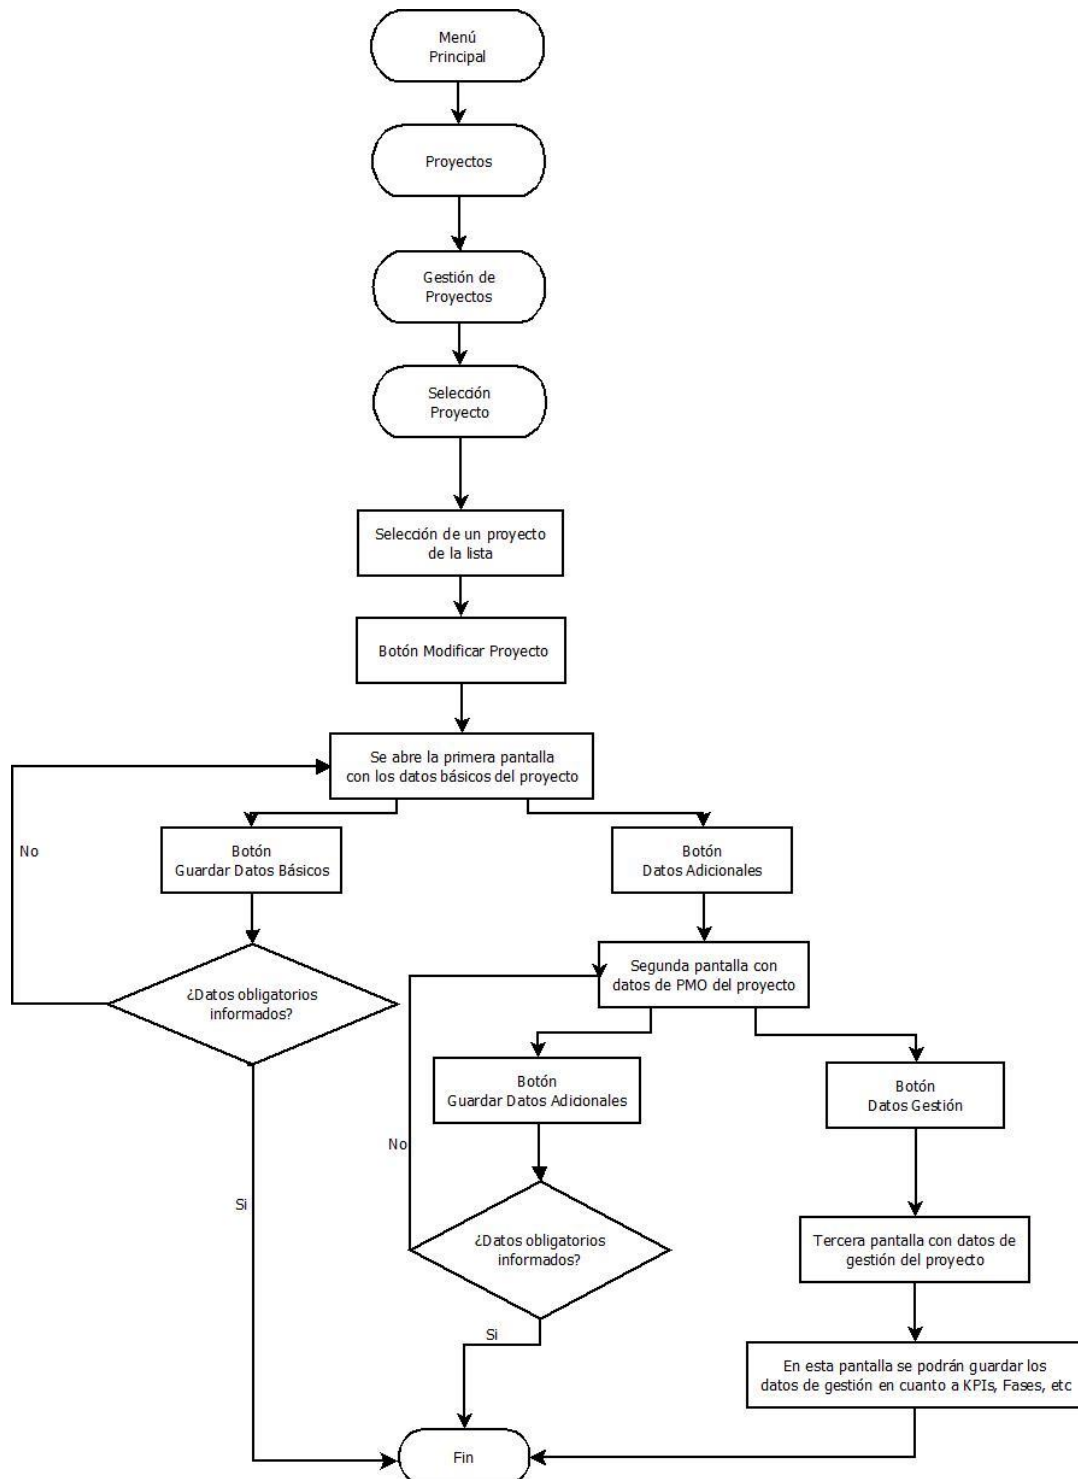 Menú
Principal
Proyectos
Gestión de
Proyectos
Selección
Proyecto
Selección de un proyecto
de la lista
Botón Modificar Proyecto
Se abre la primera pantalla
con los datos básicos del proyecto
No
Botón
Guardar Datos Básicos
Botón
Datos Adicionales
¿Datos obligatorios
informados?
Segunda pantalla con
datos de PMO del proyecto
Botón
Guardar Datos Adicionales
Botón
Datos Gestión
No
Si
¿Datos obligatorios
informados?
Tercera pantalla con datos de
gestión del proyecto
Si
En esta pantalla se podrán guardar los
datos de gestión en cuanto a KPIs, Fases, etc
Fin